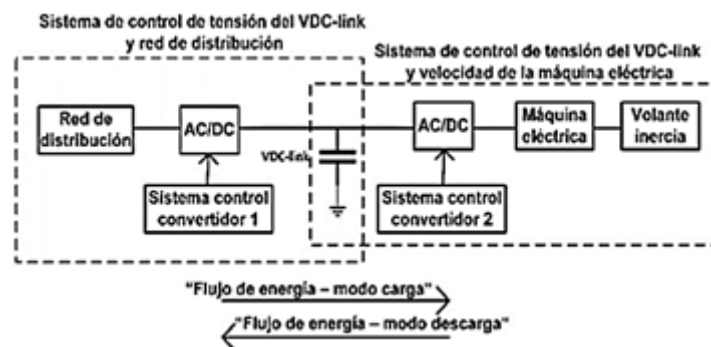 Sistema de control de tensión del VDC-link
y red de distribución
Sistema de control de tensión del VDC-link
y velocidad de la máquina eléctrica
Red de
distribución
AC/DC
VDC-link
AC/DC
Máquina
eléctrica
Volante
inercia
Sistema control
convertidor 1
Sistema control
convertidor 2
"Flujo de energía – modo carga"
"Flujo de energía – modo descarga"